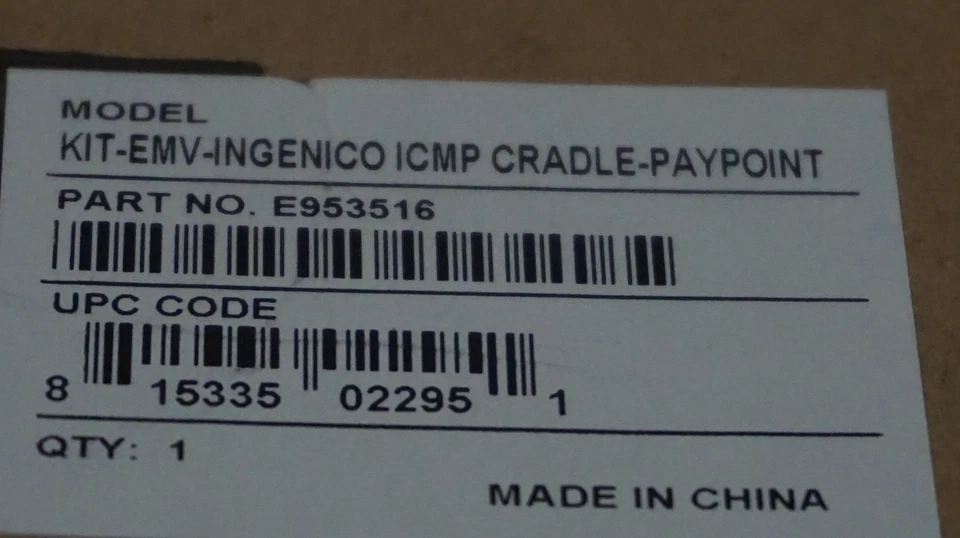 MODEL
KIT-EMV-INGENICO ICMP CRADLE-PAYPOINT
PART NO. E953516
UPC CODE
8 15335 02295 1
QTY: 1
MADE IN CHINA